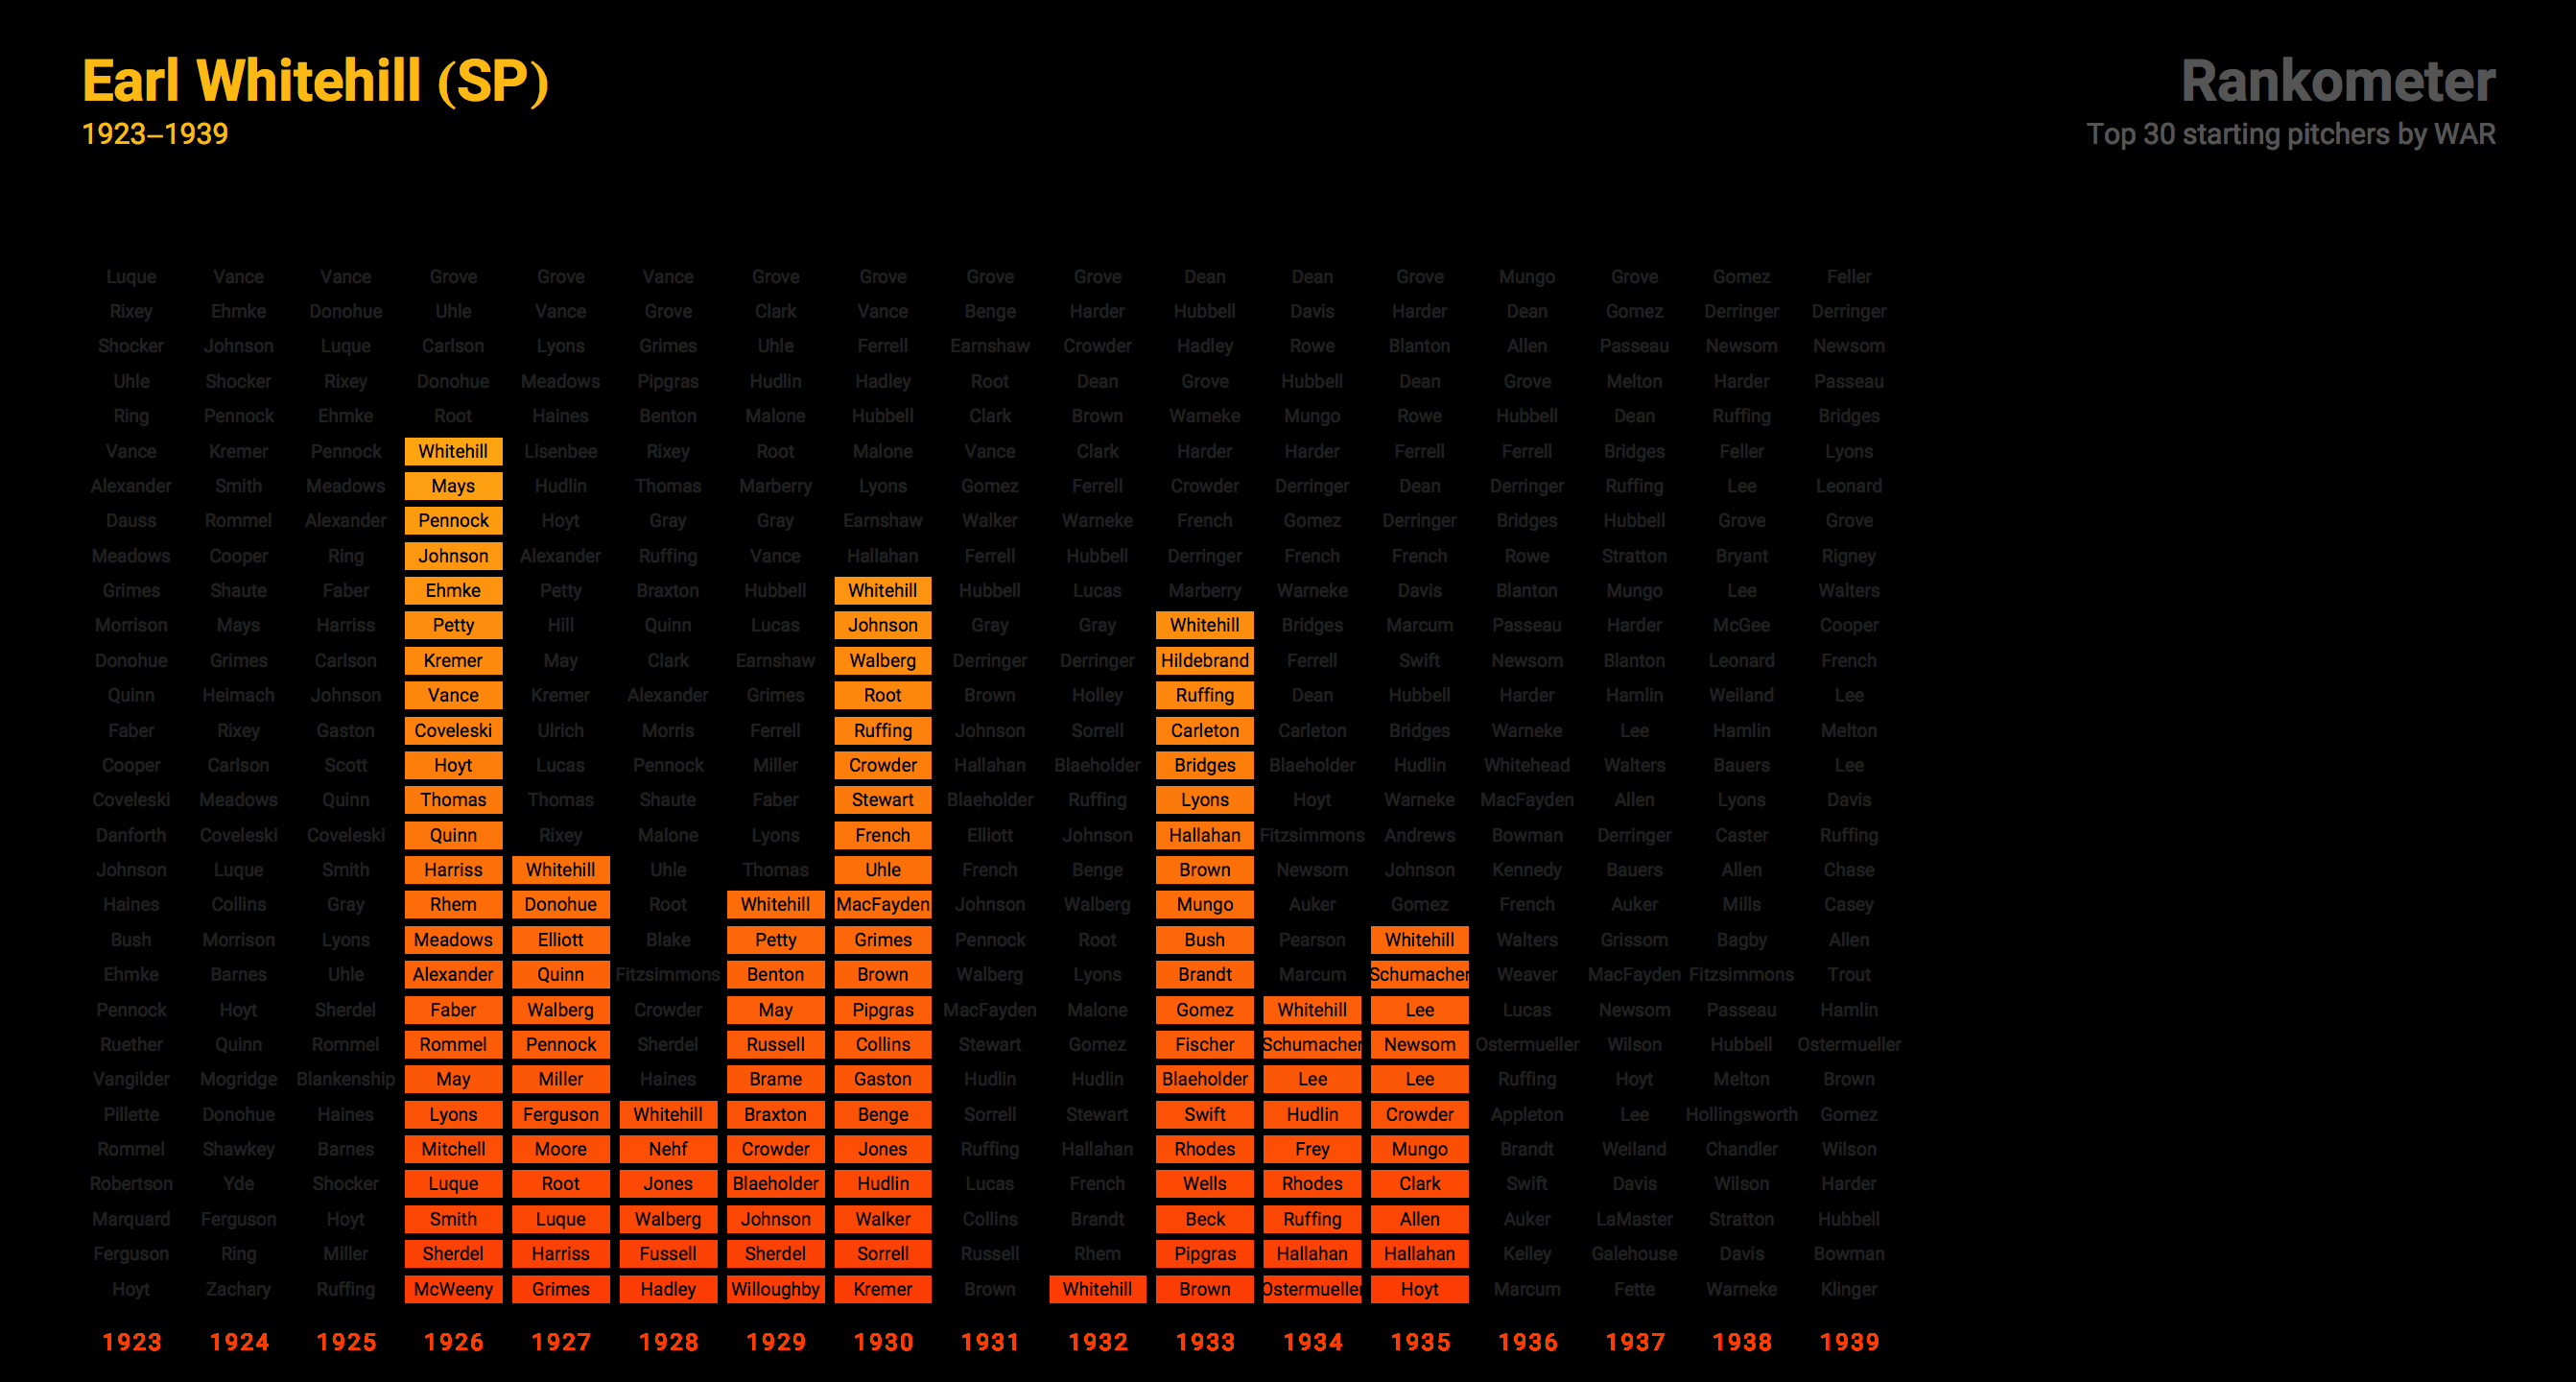 Earl Whitehill (SP)
1923–1939
Rankometer
Top 30 starting pitchers by WAR
Luque Vance Vance Grove Grove Vance Grove Grove Grove Grove Dean Dean Grove Mungo Grove Gomez Feller
Rixey Ehmke Donohue Uhle Vance Grove Clark Vance Benge Harder Hubbell Davis Harder Dean Gomez Derringer Derringer
Shocker Johnson Luque Carlson Lyons Grimes Uhle Ferrell Earnshaw Crowder Hadley Rowe Blanton Allen Passeau Newsom Newsom
Uhle Shocker Rixey Donohue Meadows Pipgras Hudlin Hadley Root Dean Grove Hubbell Dean Grove Melton Harder Passeau
Ring Pennock Ehmke Root Haines Benton Malone Hubbell Clark Brown Warneke Mungo Rowe Hubbell Dean Ruffing Bridges
Vance Kremer Pennock Whitehill Lisenbee Rixey Root Malone Vance Clark Harder Harder Ferrell Ferrell Bridges Feller Lyons
Alexander Smith Meadows Mays Hudlin Thomas Marberry Lyons Gomez Ferrell Crowder Derringer Dean Derringer Ruffing Lee Leonard
Dauss Rommel Alexander Pennock Hoyt Gray Gray Earnshaw Walker Warneke French Gomez Derringer Bridges Hubbell Grove Grove
Meadows Cooper Ring Johnson Alexander Ruffing Vance Hallahan Ferrell Hubbell Derringer French French Rowe Stratton Bryant Rigney
Grimes Shaute Faber Ehmke Petty Braxton Hubbell Whitehill Hubbell Lucas Marberry Warneke Davis Blanton Mungo Lee Walters
Morrison Mays Harriss Petty Hill Quinn Lucas Johnson Gray Gray Whitehill Bridges Marcum Passeau Harder McGee Cooper
Donohue Grimes Carlson Kremer May Clark Earnshaw Walberg Derringer Derringer Hildebrand Ferrell Swift Newsom Blanton Leonard French
Quinn Heimach Johnson Vance Kremer Alexander Grimes Root Brown Holley Ruffing Dean Hubbell Harder Hamlin Weiland Lee
Faber Rixey Gaston Coveleski Ulrich Morris Ferrell Ruffing Johnson Sorrell Carleton Carleton Bridges Warneke Lee Hamlin Melton
Cooper Carlson Scott Hoyt Lucas Pennock Miller Crowder Hallahan Blaeholder Bridges Blaeholder Hudlin Whitehead Walters Bauers Lee
Coveleski Meadows Quinn Thomas Thomas Shaute Faber Stewart Blaeholder Ruffing Lyons Hoyt Warneke MacFayden Allen Lyons Davis
Danforth Coveleski Coveleski Quinn Rixey Malone Lyons French Elliott Johnson Hallahan Fitzsimmons Andrews Bowman Derringer Caster Ruffing
Johnson Luque Smith Harriss Whitehill Uhle Thomas Uhle French Benge Brown Newsom Johnson Kennedy Bauers Allen Chase
Haines Collins Gray Rhem Donohue Root Whitehill MacFayden Johnson Walberg Mungo Auker Gomez French Auker Mills Casey
Bush Morrison Lyons Meadows Elliott Blake Petty Grimes Pennock Root Bush Pearson Whitehill Walters Grissom Bagby Allen
Ehmke Barnes Uhle Alexander Quinn Fitzsimmons Benton Brown Walberg Lyons Brandt Marcum Schumacher Weaver MacFayden Fitzsimmons Trout
Pennock Hoyt Sherdel Faber Walberg Crowder May Pipgras MacFayden Malone Gomez Whitehill Lee Lucas Newsom Passeau Hamlin
Ruether Quinn Rommel Rommel Pennock Sherdel Russell Collins Stewart Gomez Fischer Schumacher Newsom Ostermueller Wilson Hubbell Ostermueller
Vangilder Mogridge Blankenship May Miller Haines Brame Gaston Hudlin Hudlin Blaeholder Lee Lee Ruffing Hoyt Melton Brown
Pillette Donohue Haines Lyons Ferguson Whitehill Braxton Benge Sorrell Stewart Swift Hudlin Crowder Appleton Lee Hollingsworth Gomez
Rommel Shawkey Barnes Mitchell Moore Nehf Crowder Jones Ruffing Hallahan Rhodes Frey Mungo Brandt Weiland Chandler Wilson
Robertson Yde Shocker Luque Root Jones Blaeholder Hudlin Lucas French Wells Rhodes Clark Swift Davis Wilson Harder
Marquard Ferguson Hoyt Smith Luque Walberg Johnson Walker Collins Brandt Beck Ruffing Allen Auker LaMaster Stratton Hubbell
Ferguson Ring Miller Sherdel Harriss Fussell Sherdel Sorrell Russell Rhem Pipgras Hallahan Hallahan Kelley Galehouse Davis Bowman
Hoyt Zachary Ruffing McWeeny Grimes Hadley Willoughby Kremer Brown Whitehill Brown Ostermueller Hoyt Marcum Fette Warneke Klinger
1923 1924 1925 1926 1927 1928 1929 1930 1931 1932 1933 1934 1935 1936 1937 1938 1939